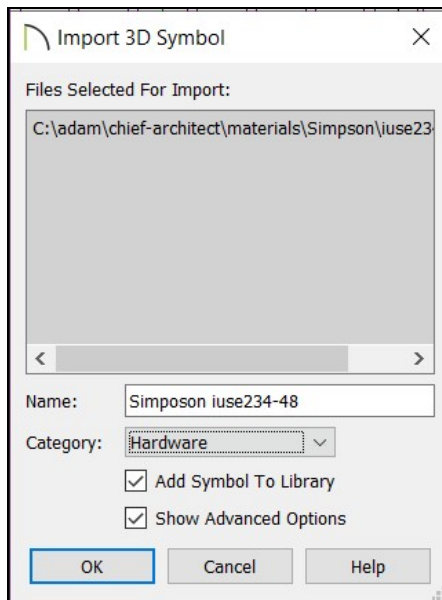 Import 3D Symbol
Files Selected For Import:
C:\adam\chief-architect\materials\Simpson\iuse23
Name: Simposon iuse234-48
Category: Hardware
Add Symbol To Library
Show Advanced Options
OK Cancel Help